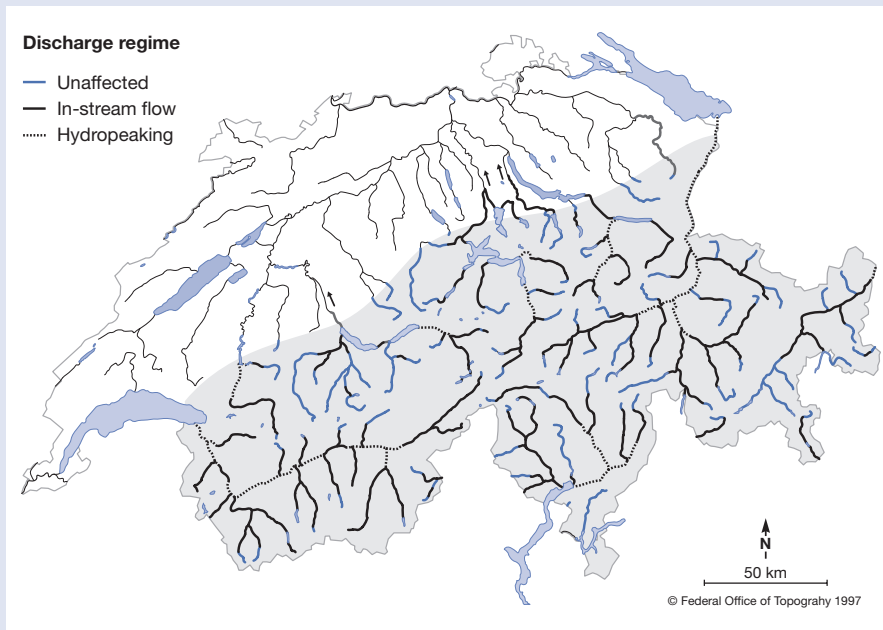 Discharge regime
Unaffected
In-stream flow
Hydropeaking
N
50 km
© Federal Office of Topograhy 1997